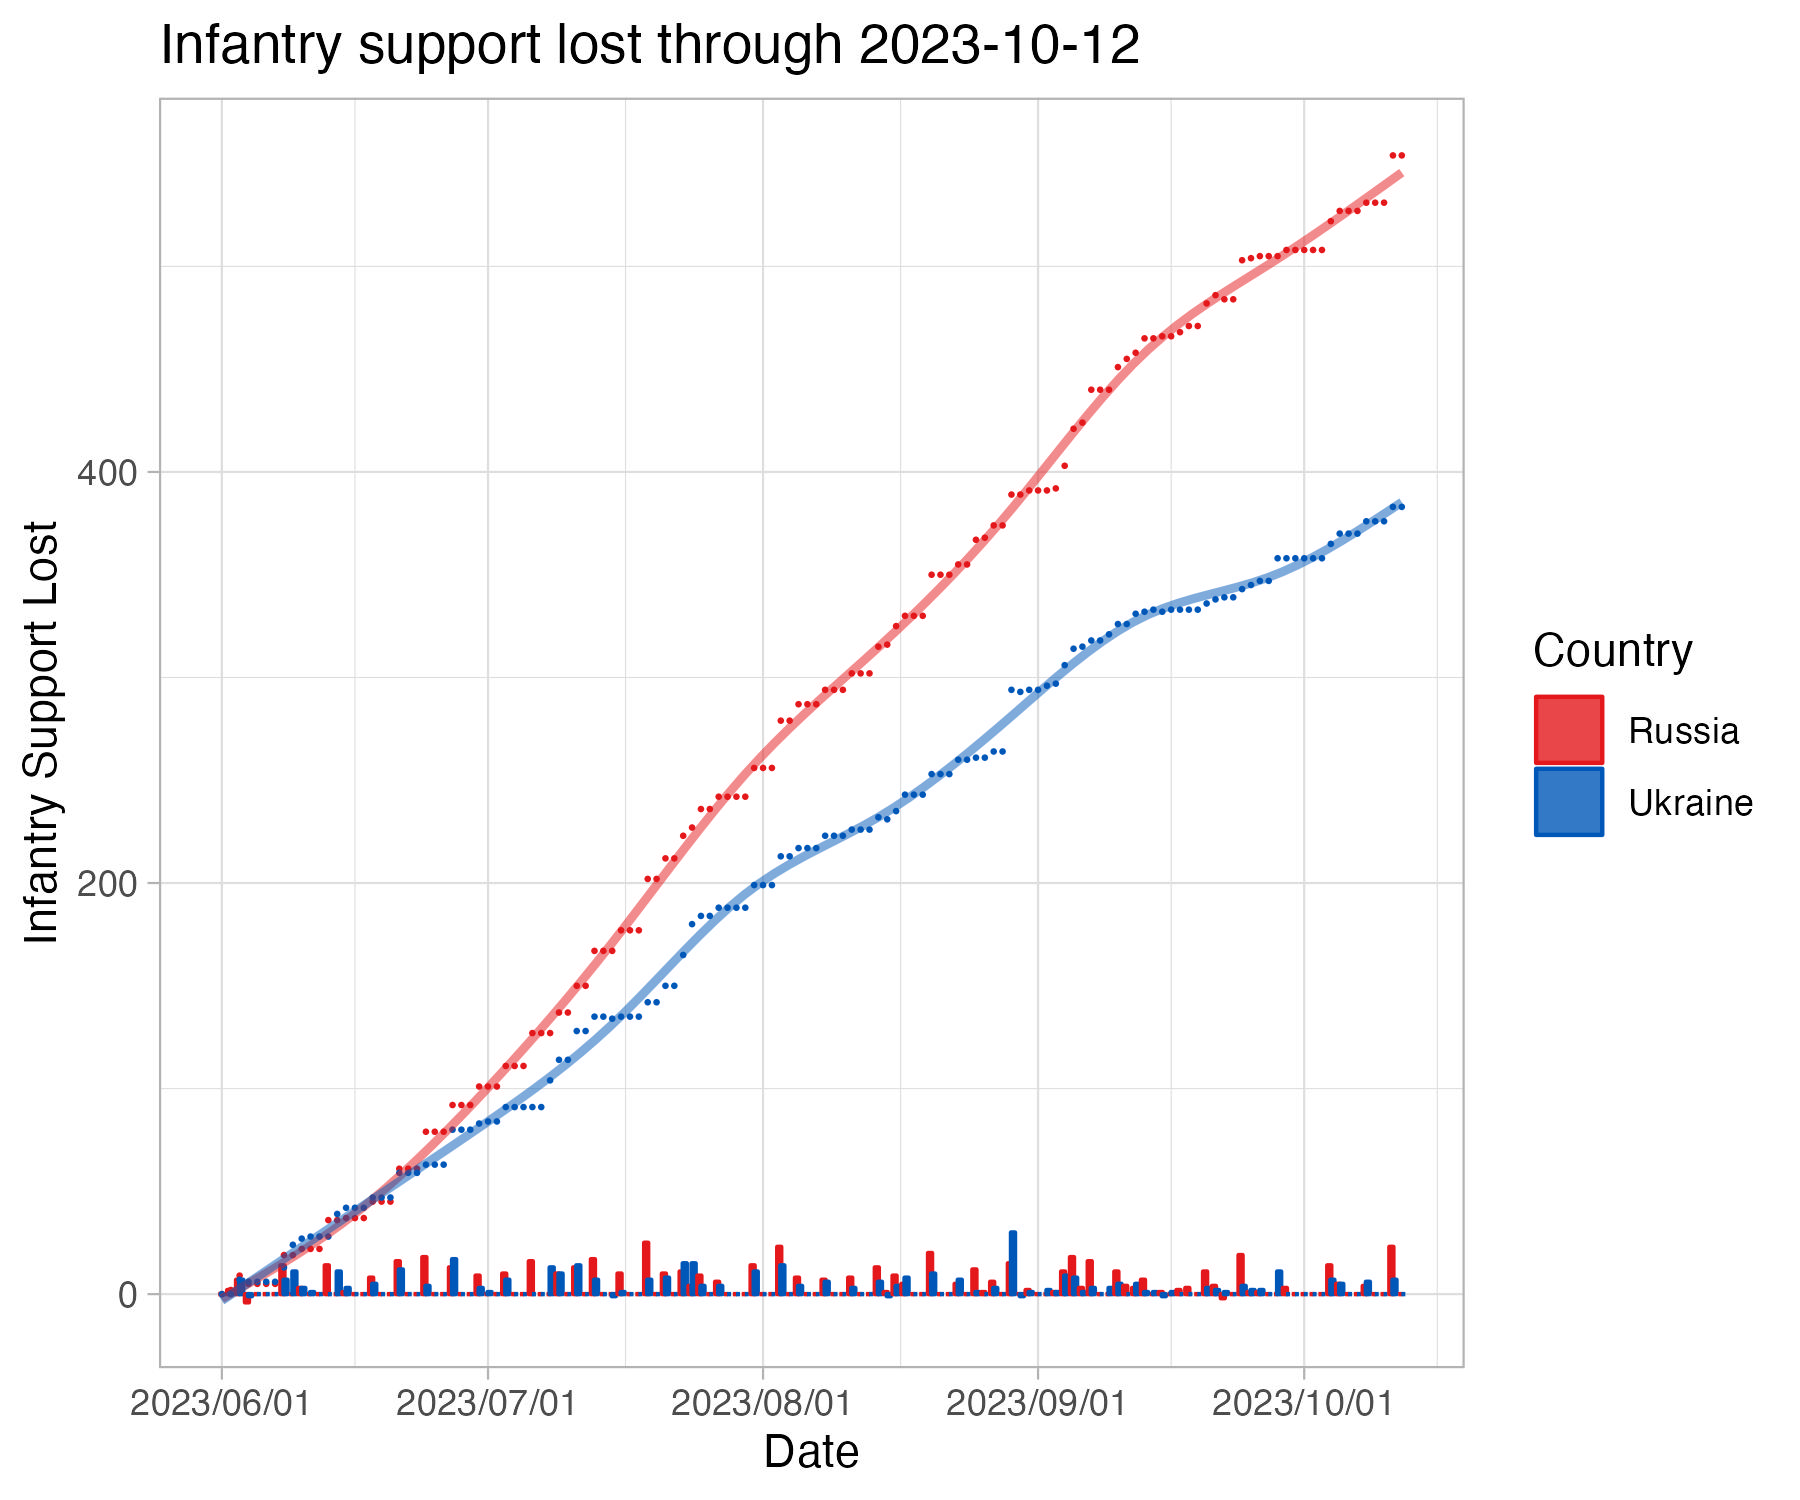 Infantry support lost through 2023-10-12
Infantry Support Lost
400
200
0
2023/06/01
2023/07/01
2023/08/01
2023/09/01
2023/10/01
Date
Country
Russia
Ukraine